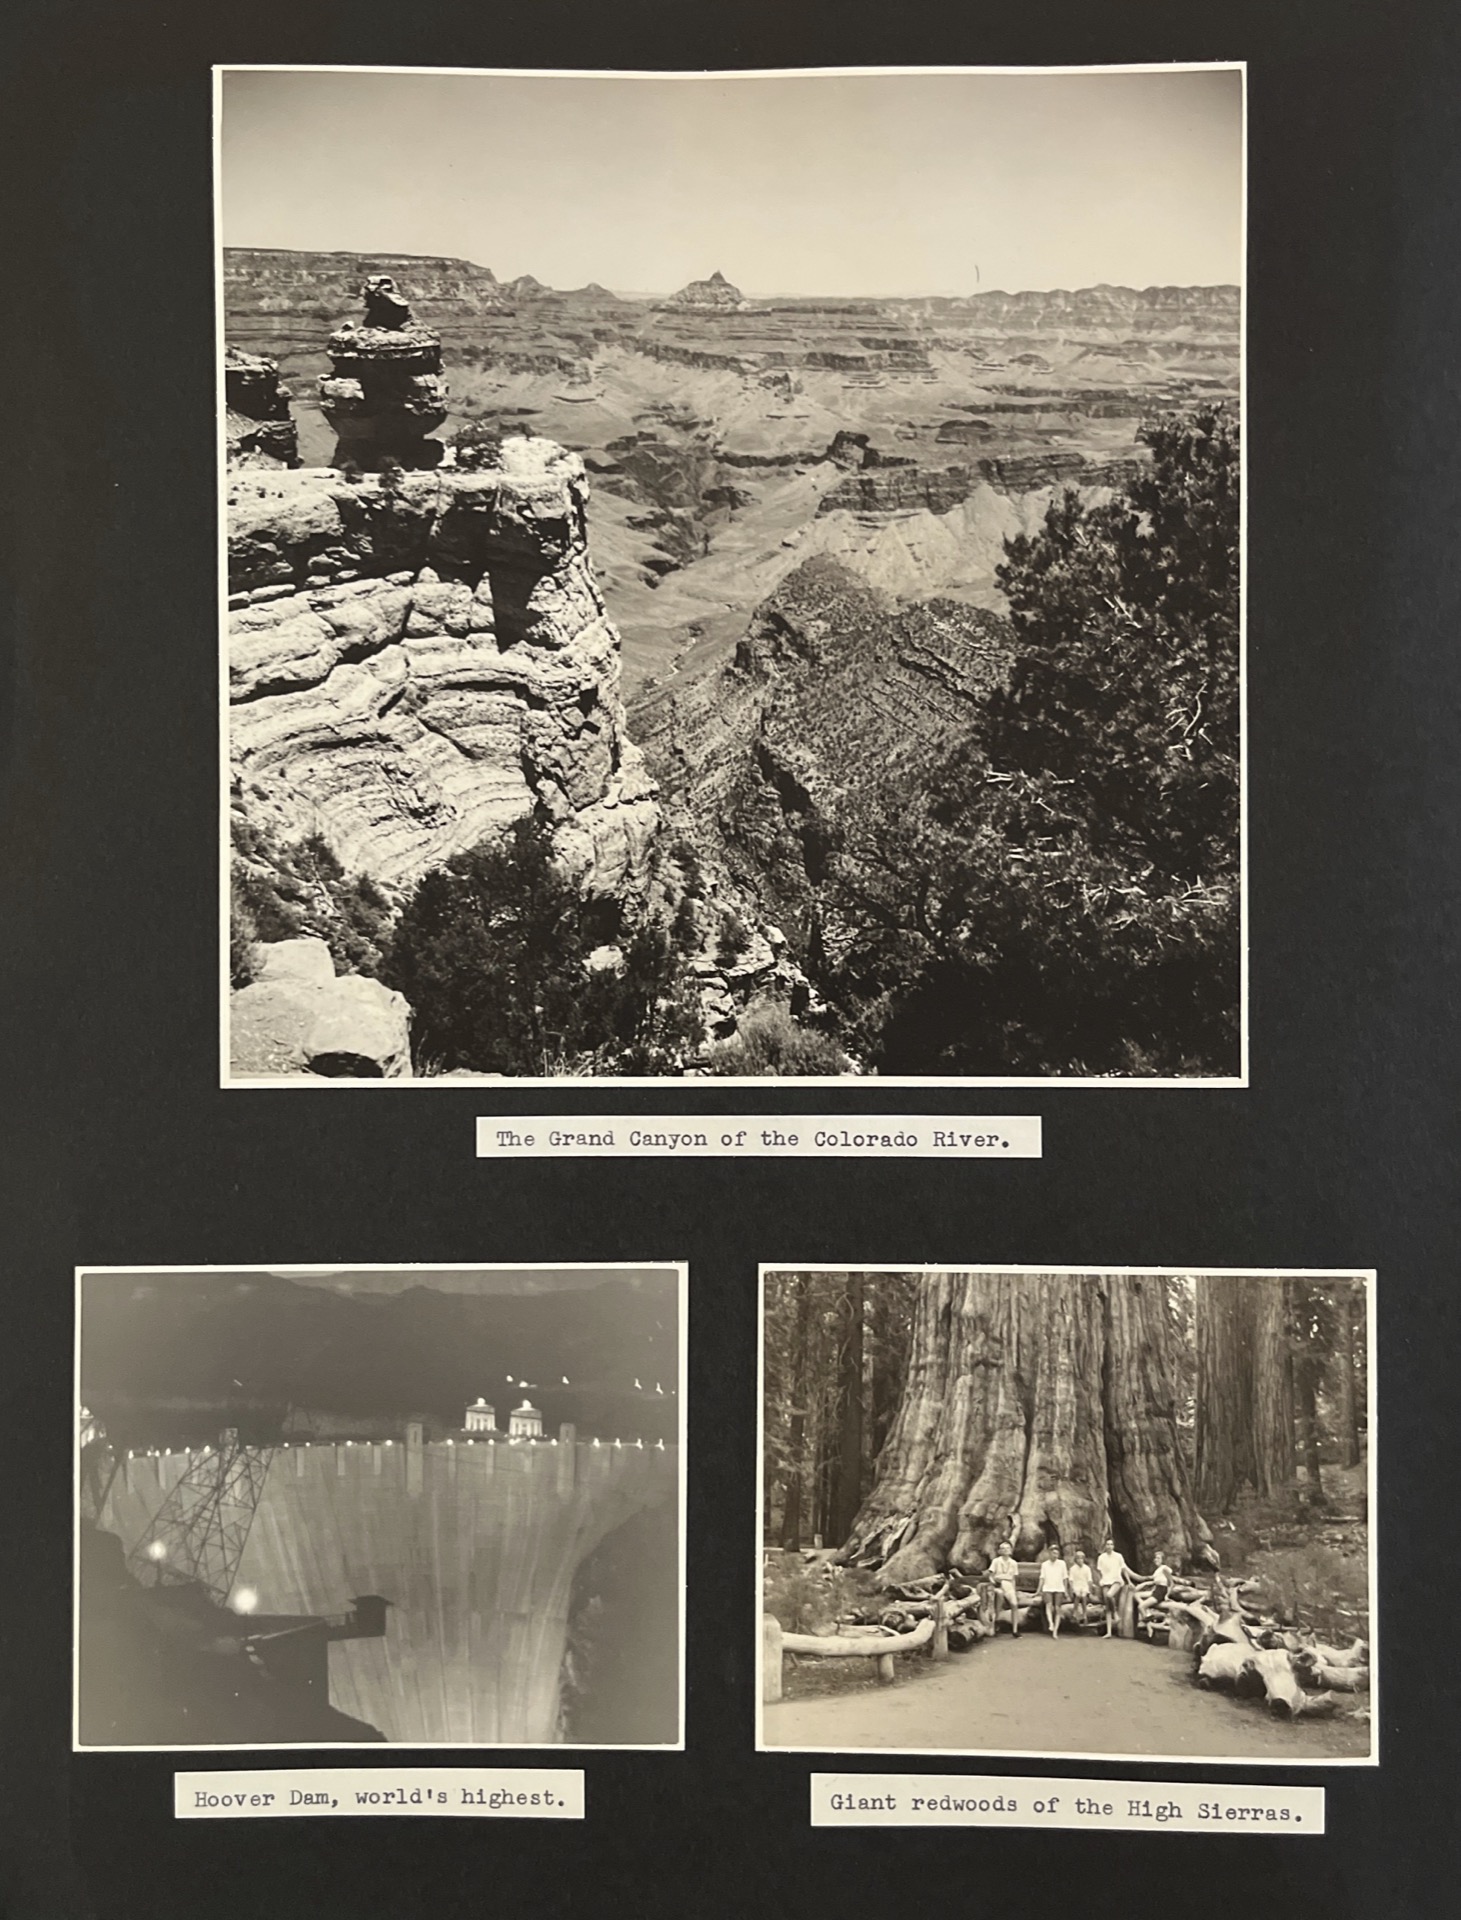 The Grand Canyon of the Colorado River.
Hoover Dam, world's highest.
Giant redwoods of the High Sierras.